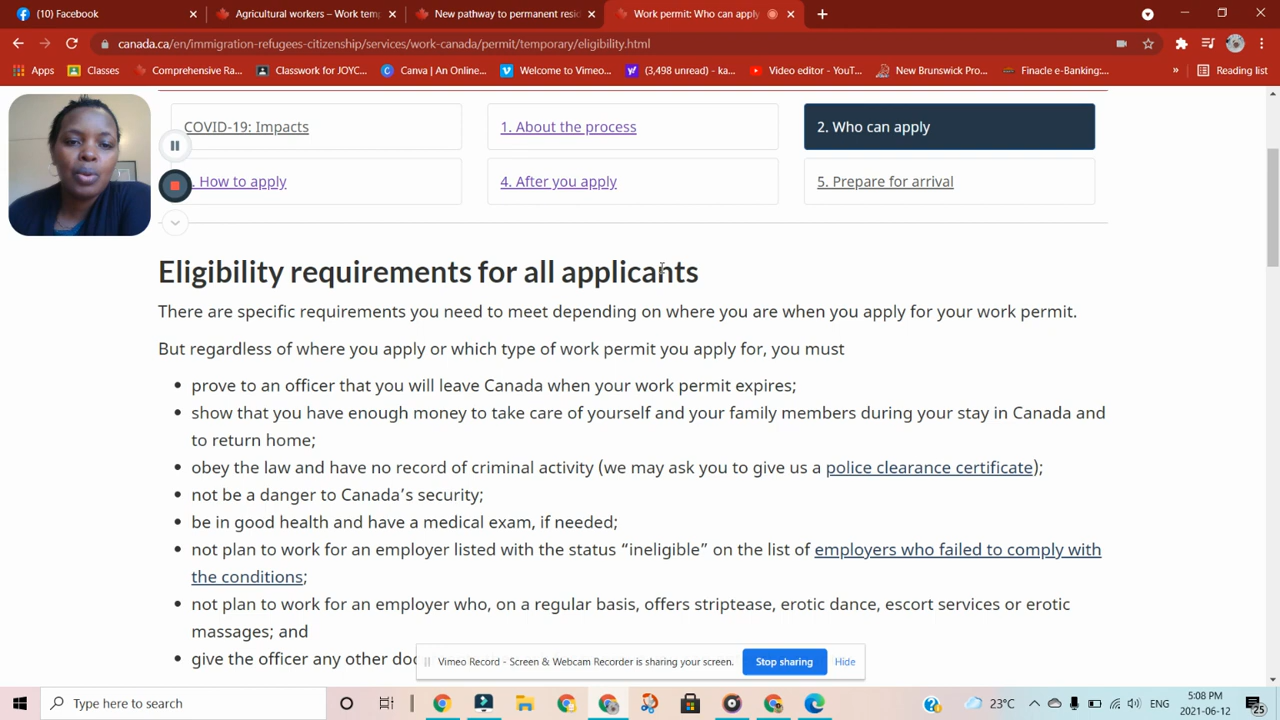 (10) Facebook
Agricultural workers – Work temp
New pathway to permanent resid
Work permit: Who can apply
canada.ca/en/immigration-refugees-citizenship/services/work-canada/permit/temporary/eligibility.html
Apps
Classes
Comprehensive Ra...
Classwork for JOYC...
Canva | An Online...
Welcome to Vimeo...
(3,498 unread) - ka...
Video editor - YouT...
New Brunswick Pro...
Finacle e-Banking:...
»
Reading list
COVID-19: Impacts
1. About the process
2. Who can apply
. How to apply
4. After you apply
5. Prepare for arrival
Eligibility requirements for all applicants
There are specific requirements you need to meet depending on where you are when you apply for your work permit.
But regardless of where you apply or which type of work permit you apply for, you must
• prove to an officer that you will leave Canada when your work permit expires;
• show that you have enough money to take care of yourself and your family members during your stay in Canada and
to return home;
• obey the law and have no record of criminal activity (we may ask you to give us a police clearance certificate);
• not be a danger to Canada’s security;
• be in good health and have a medical exam, if needed;
• not plan to work for an employer listed with the status “ineligible” on the list of employers who failed to comply with
the conditions;
• not plan to work for an employer who, on a regular basis, offers striptease, erotic dance, escort services or erotic
massages; and
• give the officer any other doc
Vimeo Record - Screen & Webcam Recorder is sharing your screen.
Stop sharing
Hide
Type here to search
23°C
ENG
5:08 PM
2021-06-12
25